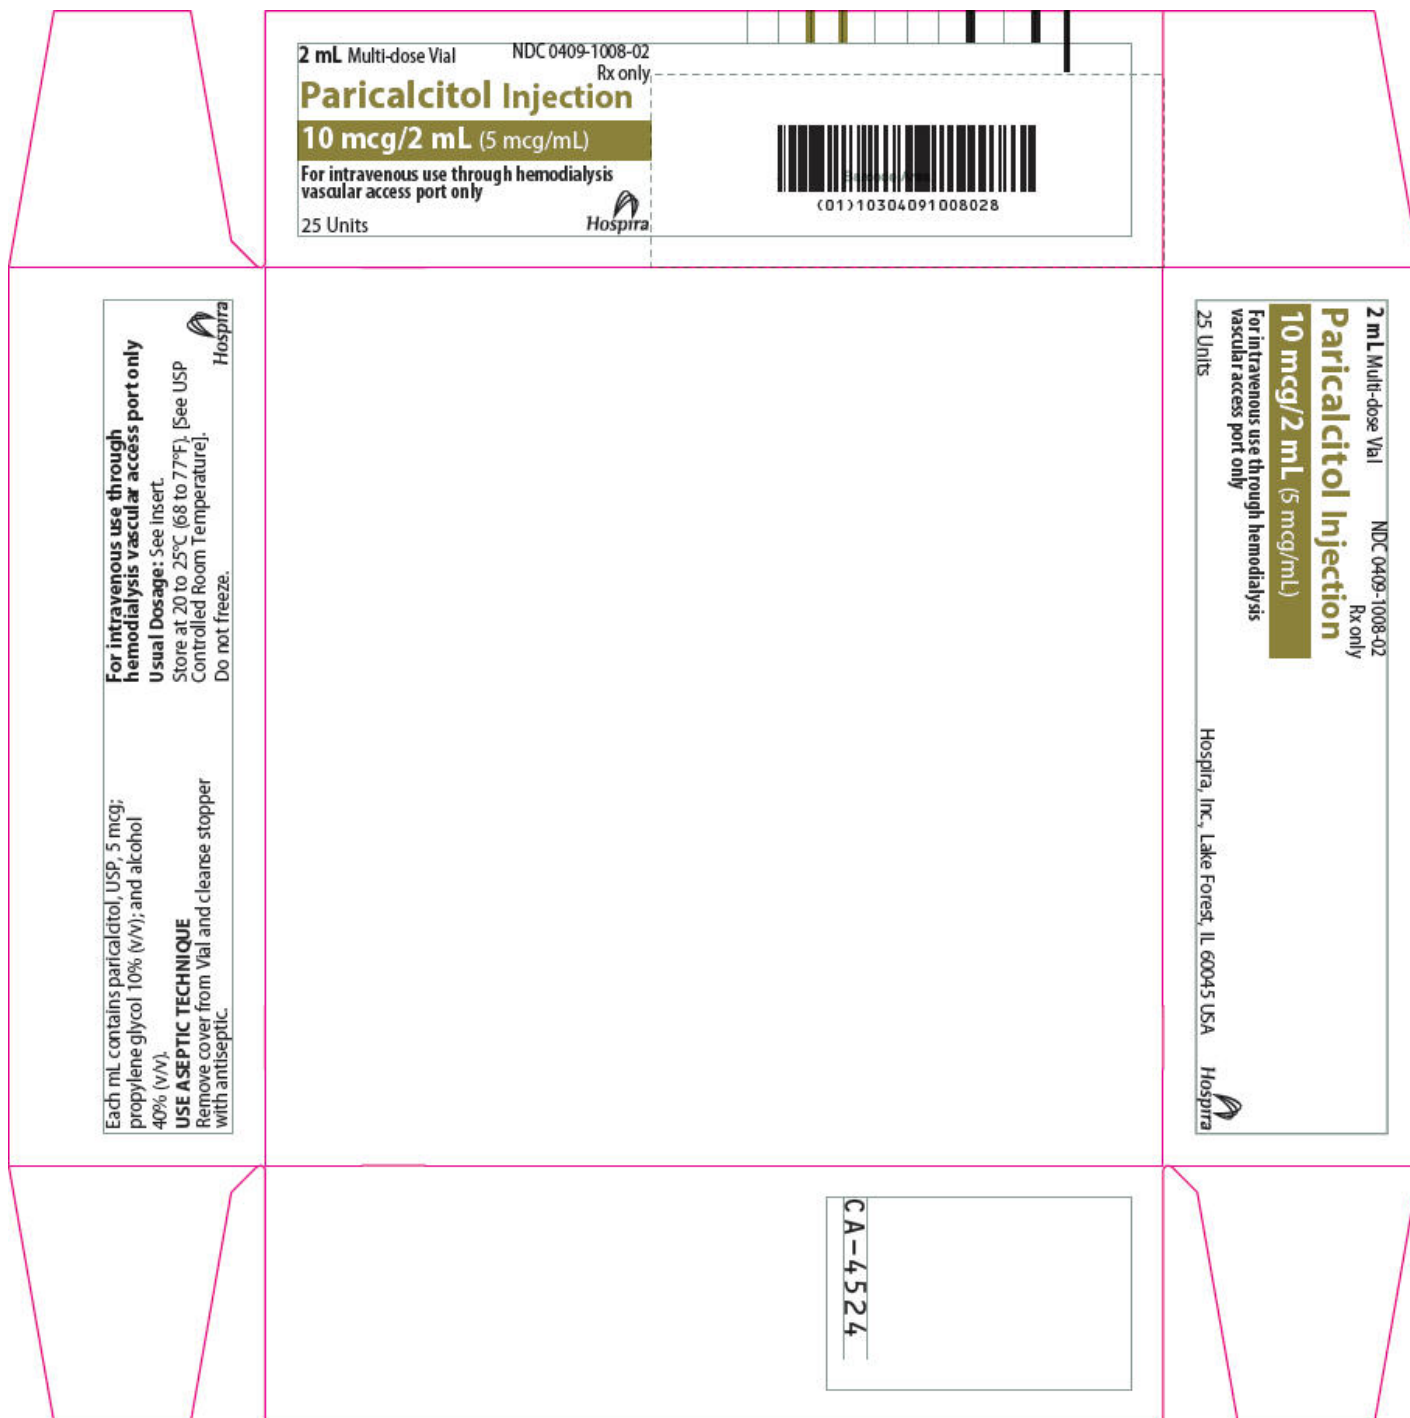 2 mL Multi-dose Vial NDC 0409-1008-02
Rx only
Paricalcitol Injection
10 mcg/2 mL (5 mcg/mL)
For intravenous use through hemodialysis
vascular access port only
25 Units
Hospira
(01)10304091008028
For intravenous use through
hemodialysis vascular access port only
Usual Dosage: See insert.
Store at 20 to 25°C (68 to 77°F). [See USP
Controlled Room Temperature].
Do not freeze.
Hospira
Each mL contains paricalcitol, USP, 5 mcg;
propylene glycol 10% (v/v); and alcohol
40% (v/v).
USE ASEPTIC TECHNIQUE
Remove cover from Vial and cleanse stopper
with antiseptic.
2 mL Multi-dose Vial NDC 0409-1008-02
Rx only
Paricalcitol Injection
10 mcg/2 mL (5 mcg/mL)
For intravenous use through hemodialysis
vascular access port only
25 Units
Hospira, Inc., Lake Forest, IL 60045 USA
Hospira
CA-4524